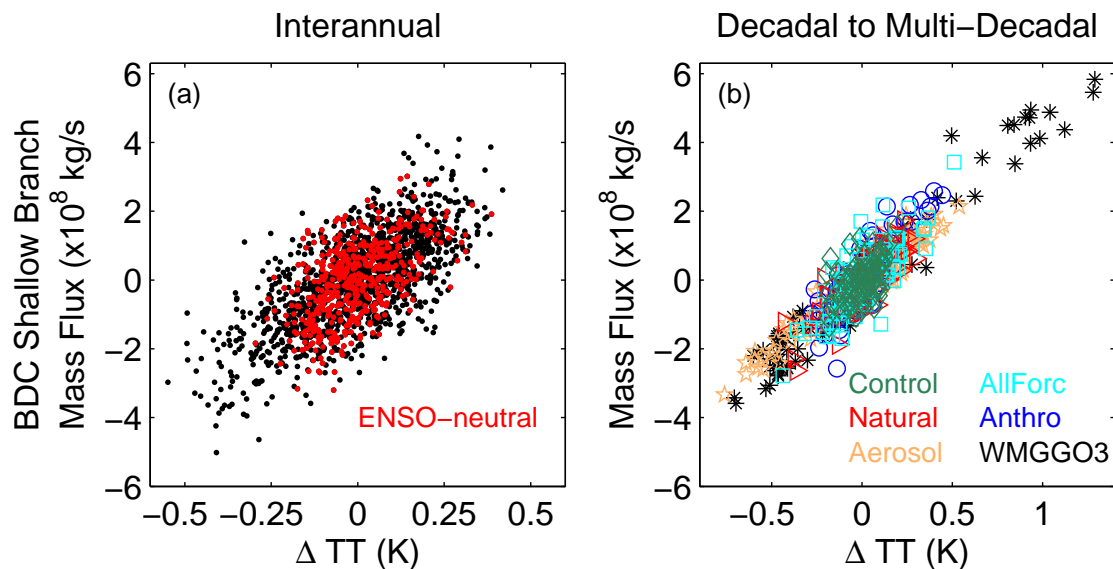 Interannual
Decadal to Multi−Decadal
BDC Shallow Branch
Mass Flux (x10⁸ kg/s)
6
4
2
0
−2
−4
−6
(a)
ENSO−neutral
−0.5
−0.25
0
0.25
0.5
Δ TT (K)
Mass Flux (x10⁸ kg/s)
6
4
2
0
−2
−4
−6
(b)
Control AllForc
Natural Anthro
Aerosol WMGGO3
−0.5
0
0.5
1
Δ TT (K)